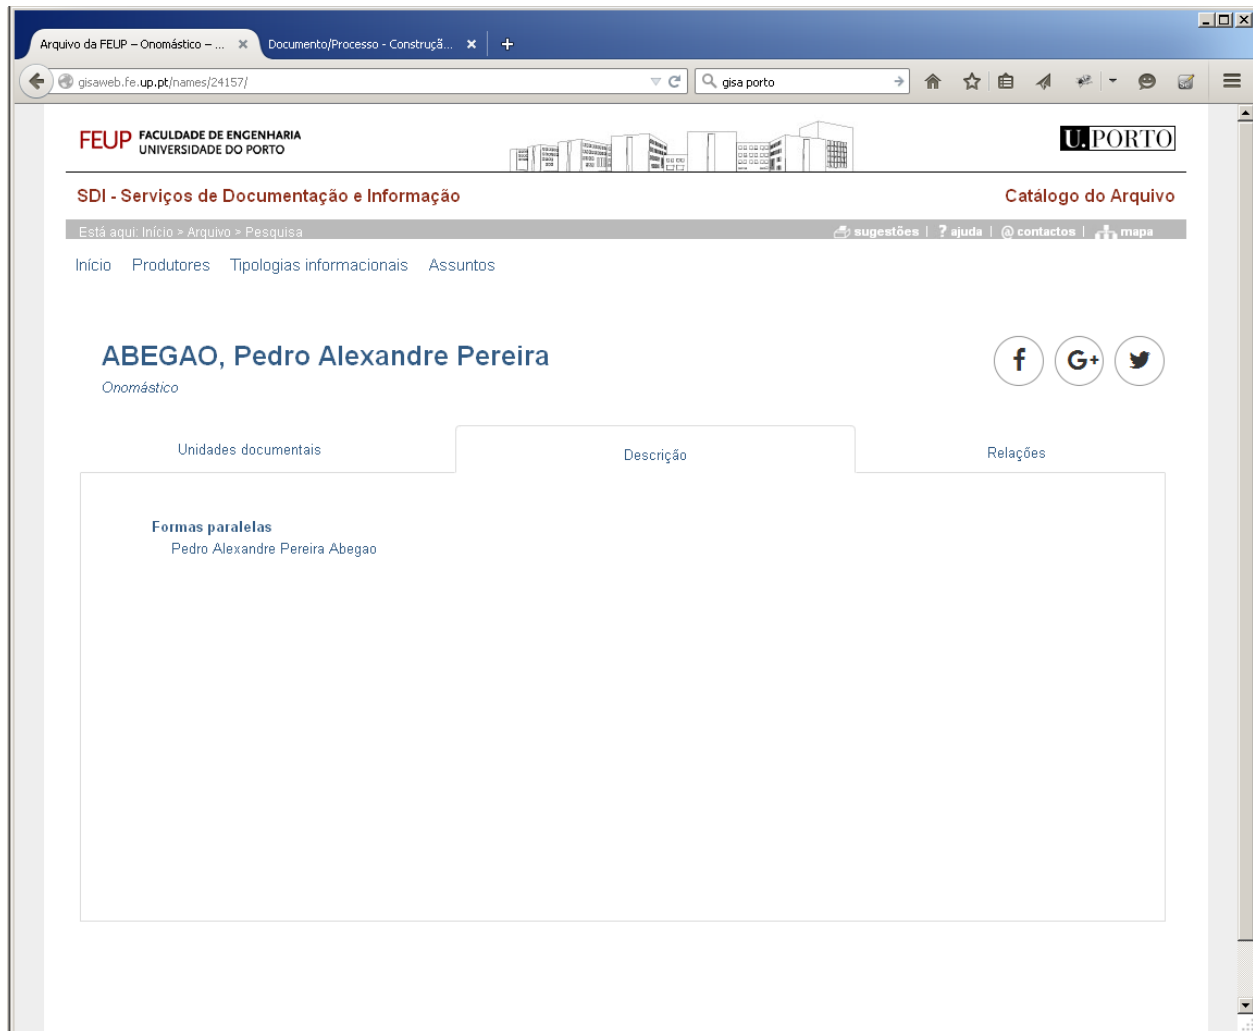 Arquivo da FEUP – Onomástico – ...
Documento/Processo - Construçã...
gisaweb.fe.up.pt/names/24157/
gisa porto
FEUP FACULDADE DE ENGENHARIA
UNIVERSIDADE DO PORTO
U. PORTO
SDI - Serviços de Documentação e Informação
Catálogo do Arquivo
Está aqui: Início > Arquivo > Pesquisa
sugestões | ? ajuda | @ contactos | mapa
Início Produtores Tipologias informacionais Assuntos
ABEGAO, Pedro Alexandre Pereira
Onomástico
f G+
Unidades documentais
Descrição
Relações
Formas paralelas
Pedro Alexandre Pereira Abegao